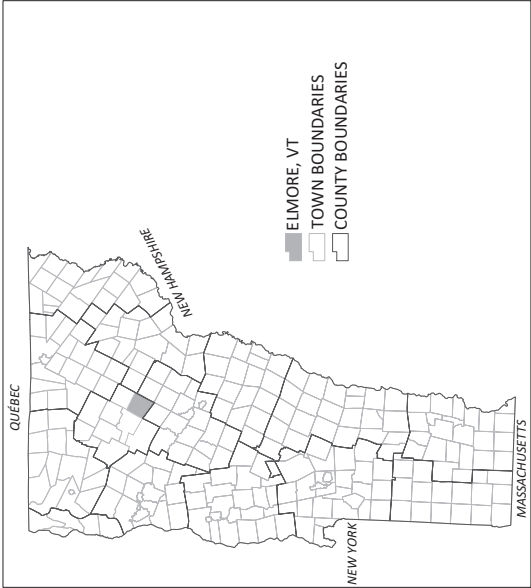 QUÉBEC
NEW HAMPSHIRE
ELMORE, VT
TOWN BOUNDARIES
COUNTY BOUNDARIES
NEW YORK
MASSACHUSETTS